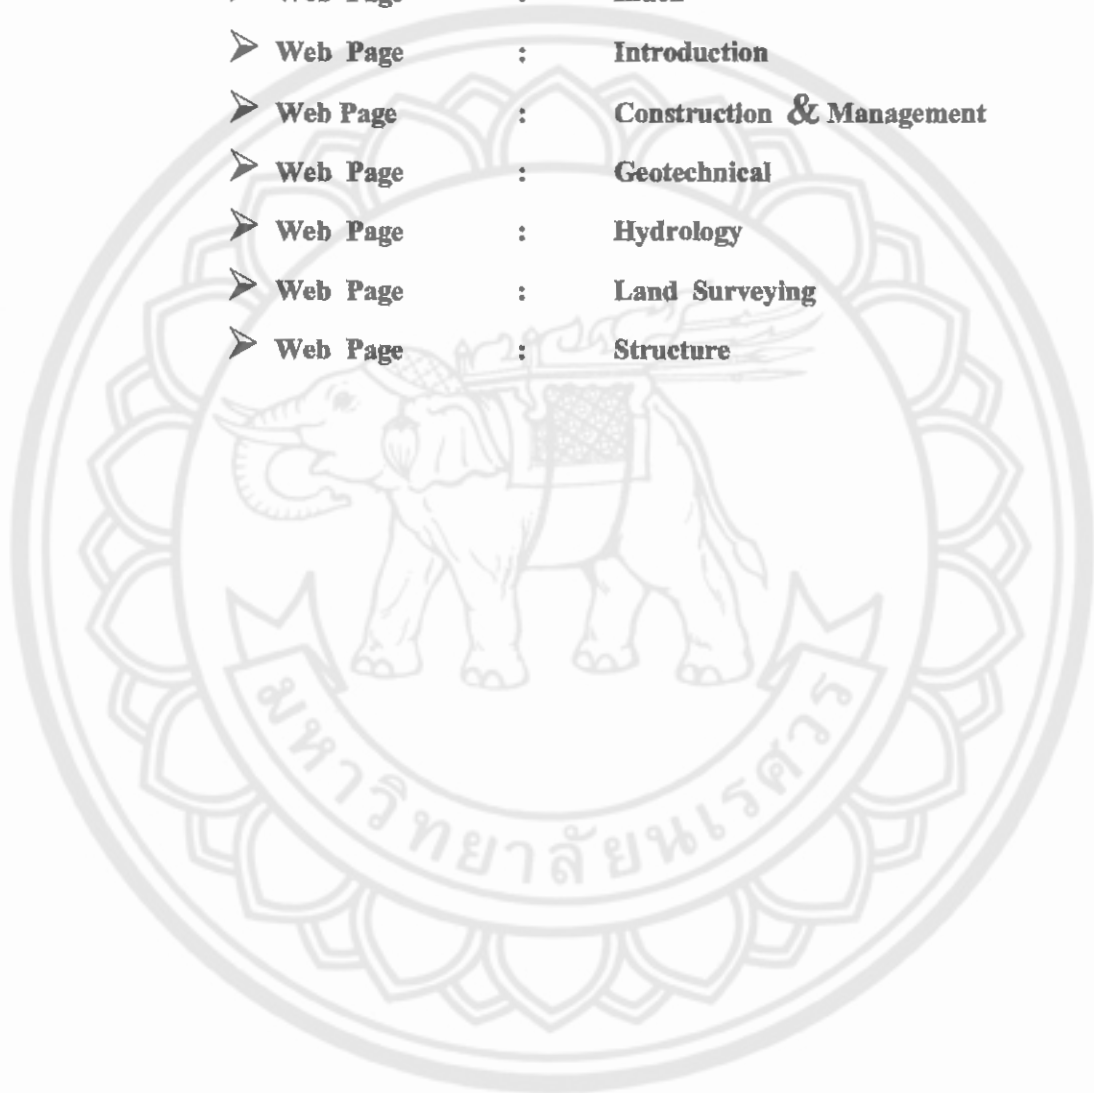 ➢ Web Page : Introduction
➢ Web Page : Construction & Management
➢ Web Page : Geotechnical
➢ Web Page : Hydrology
➢ Web Page : Land Surveying
➢ Web Page : Structure
มหาวิทยาลัยนเรศวร